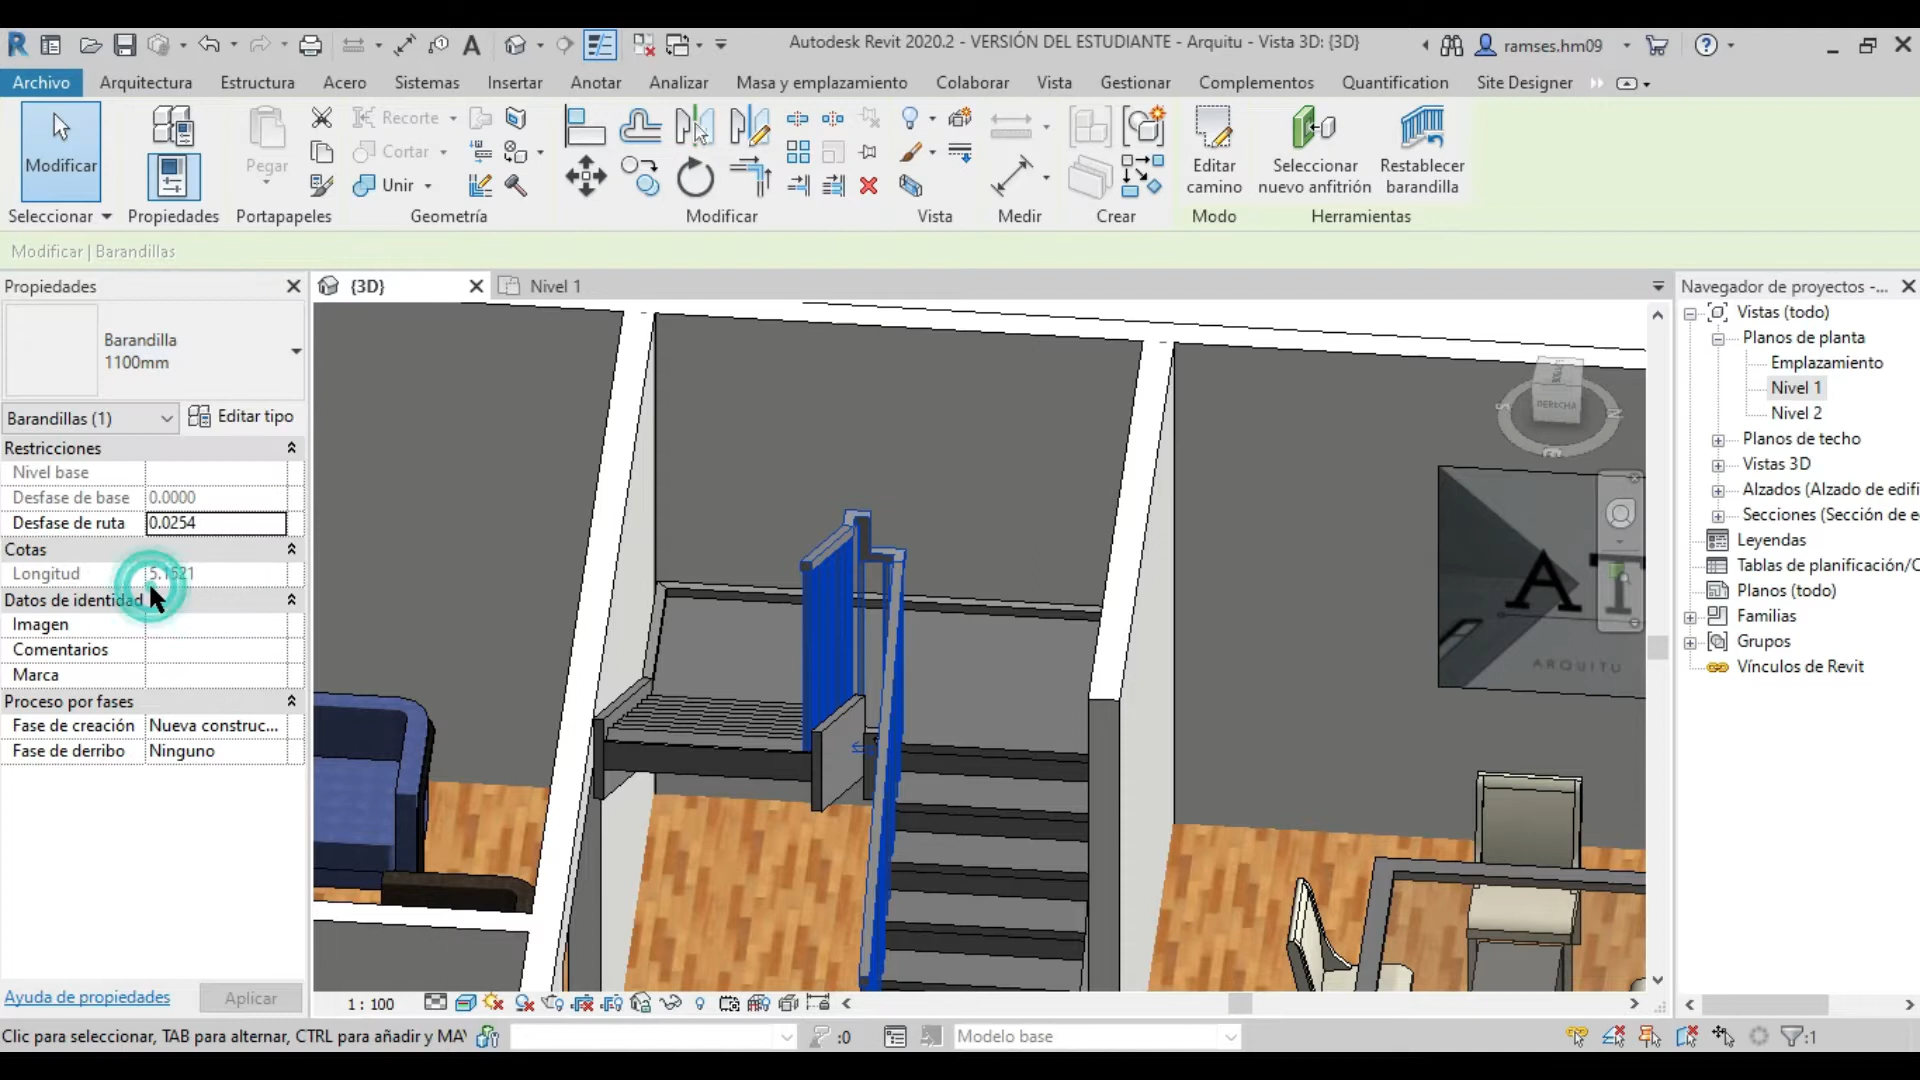 Autodesk Revit 2020.2 - VERSIÓN DEL ESTUDIANTE - Arquitu - Vista 3D: {3D}
ramses.hm09
Archivo
Arquitectura
Estructura
Acero
Sistemas
Insertar
Anotar
Analizar
Masa y emplazamiento
Colaborar
Vista
Gestionar
Complementos
Quantification
Site Designer
Modificar
Pegar
Recorte
Cortar
Unir
Editar
camino
Seleccionar
nuevo anfitrión
Restablecer
barandilla
Seleccionar
Propiedades
Portapapeles
Geometría
Modificar
Vista
Medir
Crear
Modo
Herramientas
Modificar | Barandillas
Propiedades
{3D}
Nivel 1
Navegador de proyectos -...
Barandilla
1100mm
Barandillas (1)
Editar tipo
Restricciones
Nivel base
Desfase de base 0.0000
Desfase de ruta 0.0254
Cotas
Longitud 5.1521
Datos de identidad
Imagen
Comentarios
Marca
Proceso por fases
Fase de creación Nueva construc...
Fase de derribo Ninguno
Ayuda de propiedades
Aplicar
DERECHA
AT
ARQUITU
Vistas (todo)
Planos de planta
Emplazamiento
Nivel 1
Nivel 2
Planos de techo
Vistas 3D
Alzados (Alzado de edifi
Secciones (Sección de e
Leyendas
Tablas de planificación/C
Planos (todo)
Familias
Grupos
Vínculos de Revit
1 : 100
Clic para seleccionar, TAB para alternar, CTRL para añadir y MAY
:0
Modelo base
:1